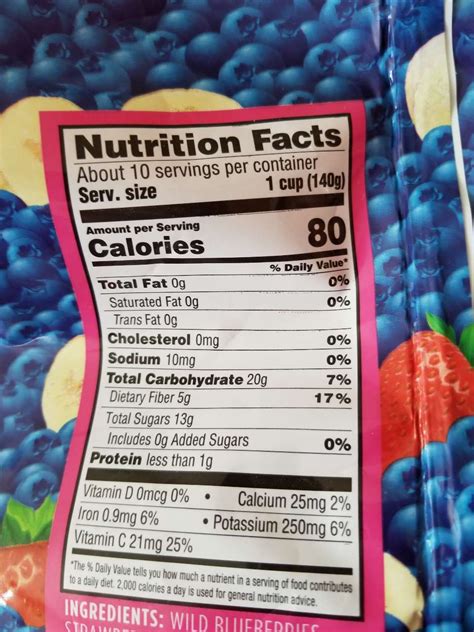 Nutrition Facts
About 10 servings per container
Serv. size 1 cup (140g)
Amount per Serving
Calories 80
% Daily Value*
Total Fat 0g 0%
Saturated Fat 0g 0%
Trans Fat 0g
Cholesterol 0mg 0%
Sodium 10mg 0%
Total Carbohydrate 20g 7%
Dietary Fiber 5g 17%
Total Sugars 13g
Includes 0g Added Sugars 0%
Protein less than 1g
Vitamin D 0mcg 0% • Calcium 25mg 2%
Iron 0.9mg 6% • Potassium 250mg 6%
Vitamin C 21mg 25%
*The % Daily Value tells you how much a nutrient in a serving of food contributes
to a daily diet. 2,000 calories a day is used for general nutrition advice.
INGREDIENTS: WILD BLUEBERRIES